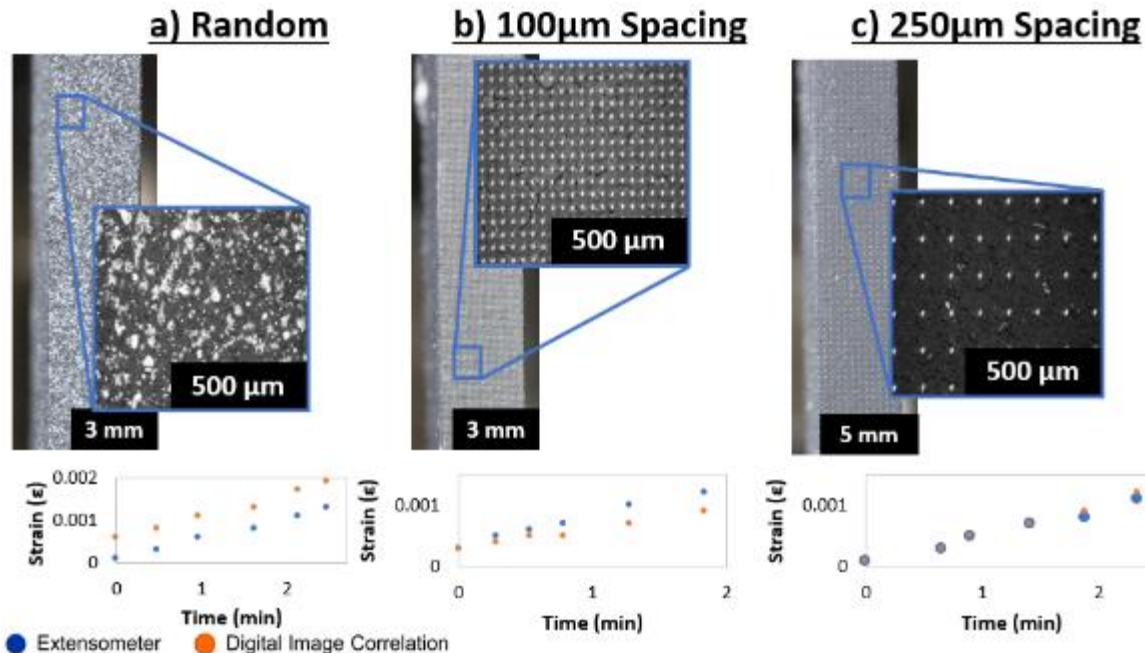 a) Random
b) 100µm Spacing
c) 250µm Spacing
500 µm
500 µm
500 µm
3 mm
3 mm
5 mm
Strain (ε)
0.002
0.001
0
0
1
2
Time (min)
Strain (ε)
0.001
0
0
1
2
Time (min)
Strain (ε)
0.001
0
0
1
2
Time (min)
Extensometer
Digital Image Correlation